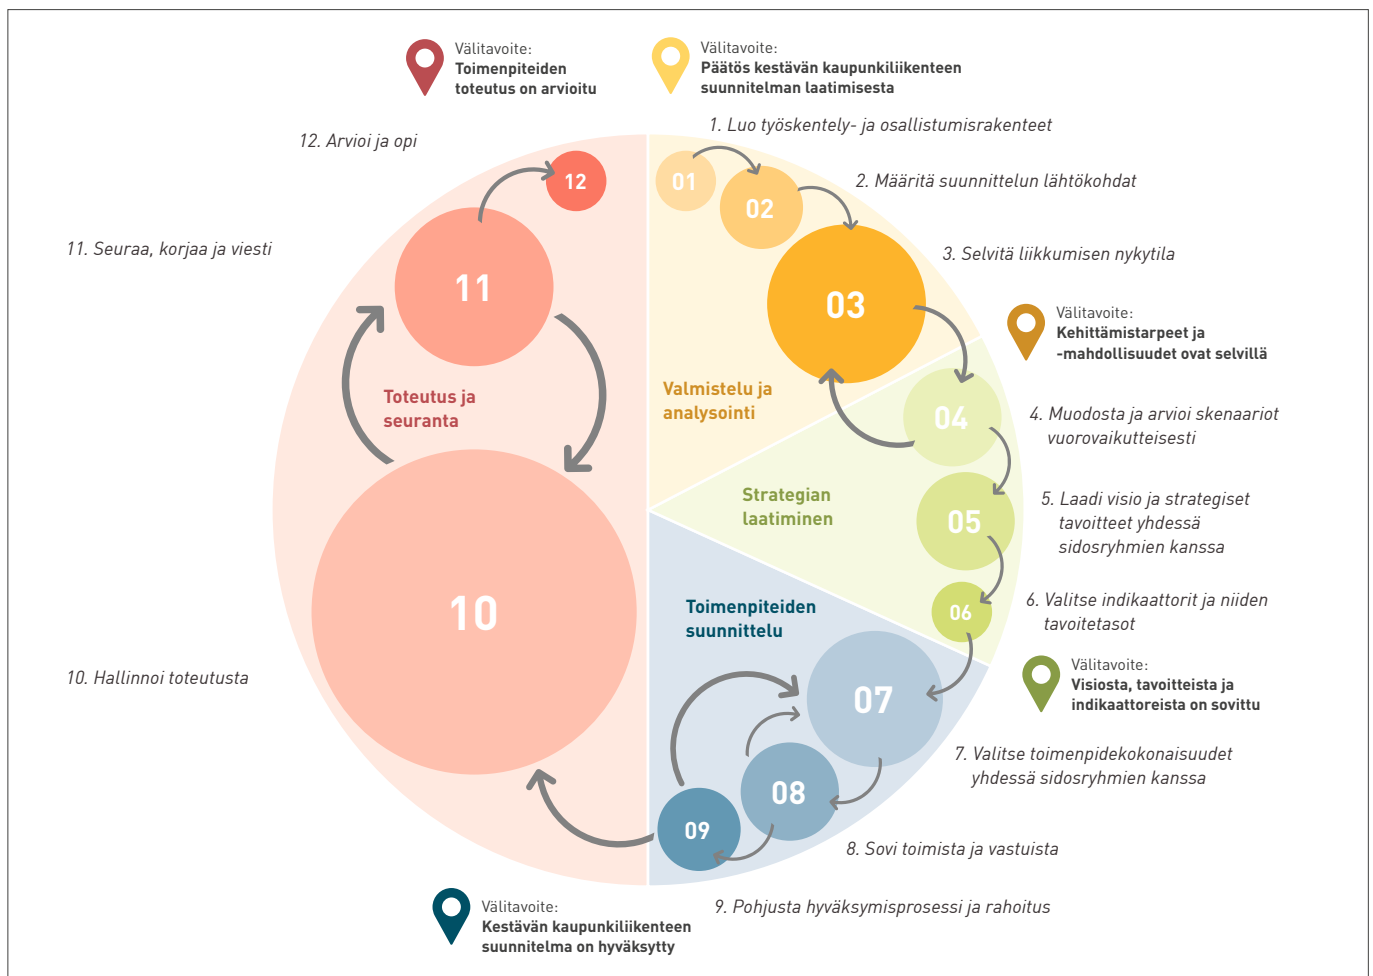 Välitavoite:
Toimenpiteiden
toteutus on arvioitu
Välitavoite:
Päätös kestävän kaupunkiliikenteen
suunnitelman laatimisesta
12. Arvioi ja opi
1. Luo työskentely- ja osallistumisrakenteet
12
01
02
2. Määritä suunnittelun lähtökohdat
11. Seuraa, korjaa ja viesti
11
03
3. Selvitä liikkumisen nykytila
Välitavoite:
Kehittämistarpeet ja
-mahdollisuudet ovat selvillä
Toteutus ja
seuranta
Valmistelu ja
analysointi
04
4. Muodosta ja arvioi skenaariot
vuorovaikutteisesti
Strategian
laatiminen
05
5. Laadi visio ja strategiset
tavoitteet yhdessä
sidosryhmien kanssa
10
Toimenpiteiden
suunnittelu
06
6. Valitse indikaattorit ja niiden
tavoitetasot
10. Hallinnoi toteutusta
07
Välitavoite:
Visiosta, tavoitteista ja
indikaattoreista on sovittu
7. Valitse toimenpidekokonaisuudet
yhdessä sidosryhmien kanssa
08
09
8. Sovi toimista ja vastuista
9. Pohjusta hyväksymisprosessi ja rahoitus
Välitavoite:
Kestävän kaupunkiliikenteen
suunnitelma on hyväksytty